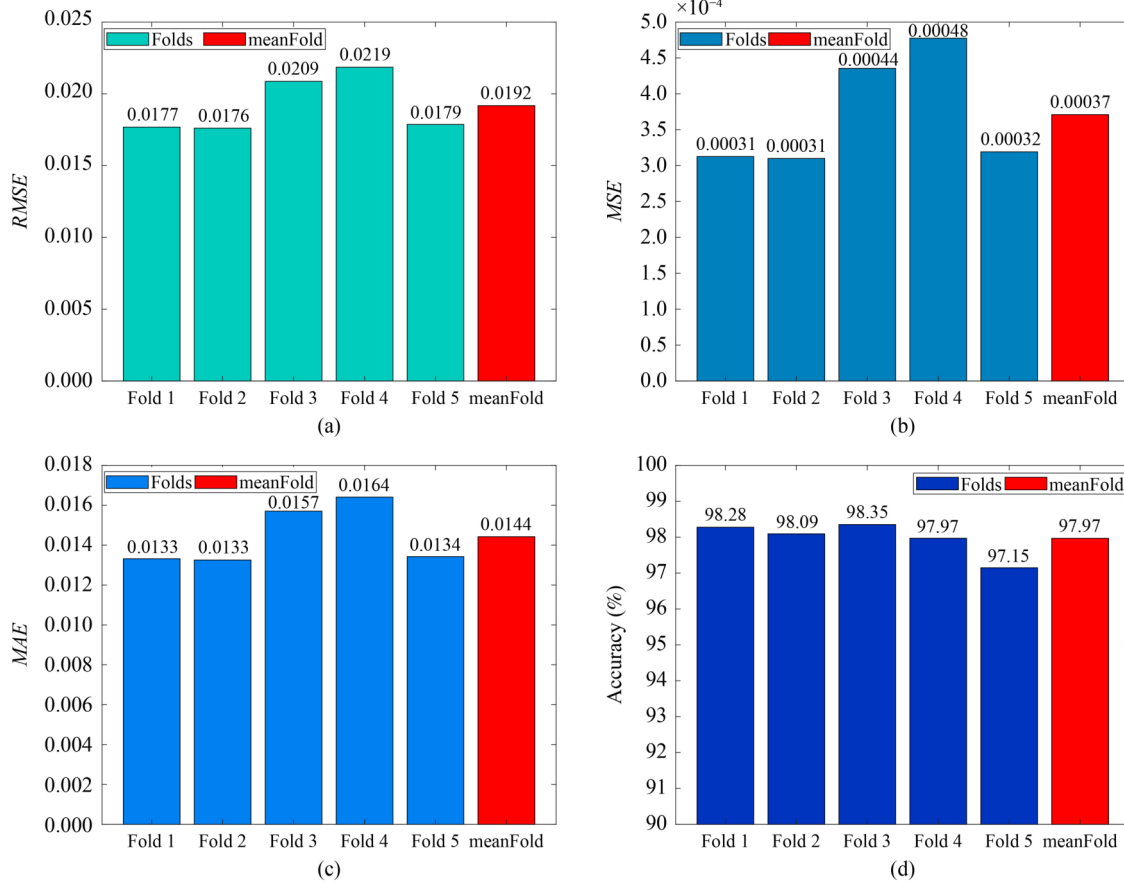 0.025
0.020
0.015
0.010
0.005
0.000
RMSE
Folds meanFold
0.0177 0.0176 0.0209 0.0219 0.0179 0.0192
Fold 1 Fold 2 Fold 3 Fold 4 Fold 5 meanFold
(a)
×10⁻⁴
5.0
4.5
4.0
3.5
3.0
2.5
2.0
1.5
1.0
0.5
0.0
MSE
Folds meanFold
0.00031 0.00031 0.00044 0.00048 0.00032 0.00037
Fold 1 Fold 2 Fold 3 Fold 4 Fold 5 meanFold
(b)
0.018
0.016
0.014
0.012
0.010
0.008
0.006
0.004
0.002
0.000
MAE
Folds meanFold
0.0133 0.0133 0.0157 0.0164 0.0134 0.0144
Fold 1 Fold 2 Fold 3 Fold 4 Fold 5 meanFold
(c)
100
99
98
97
96
95
94
93
92
91
90
Accuracy (%)
Folds meanFold
98.28 98.09 98.35 97.97 97.15 97.97
Fold 1 Fold 2 Fold 3 Fold 4 Fold 5 meanFold
(d)